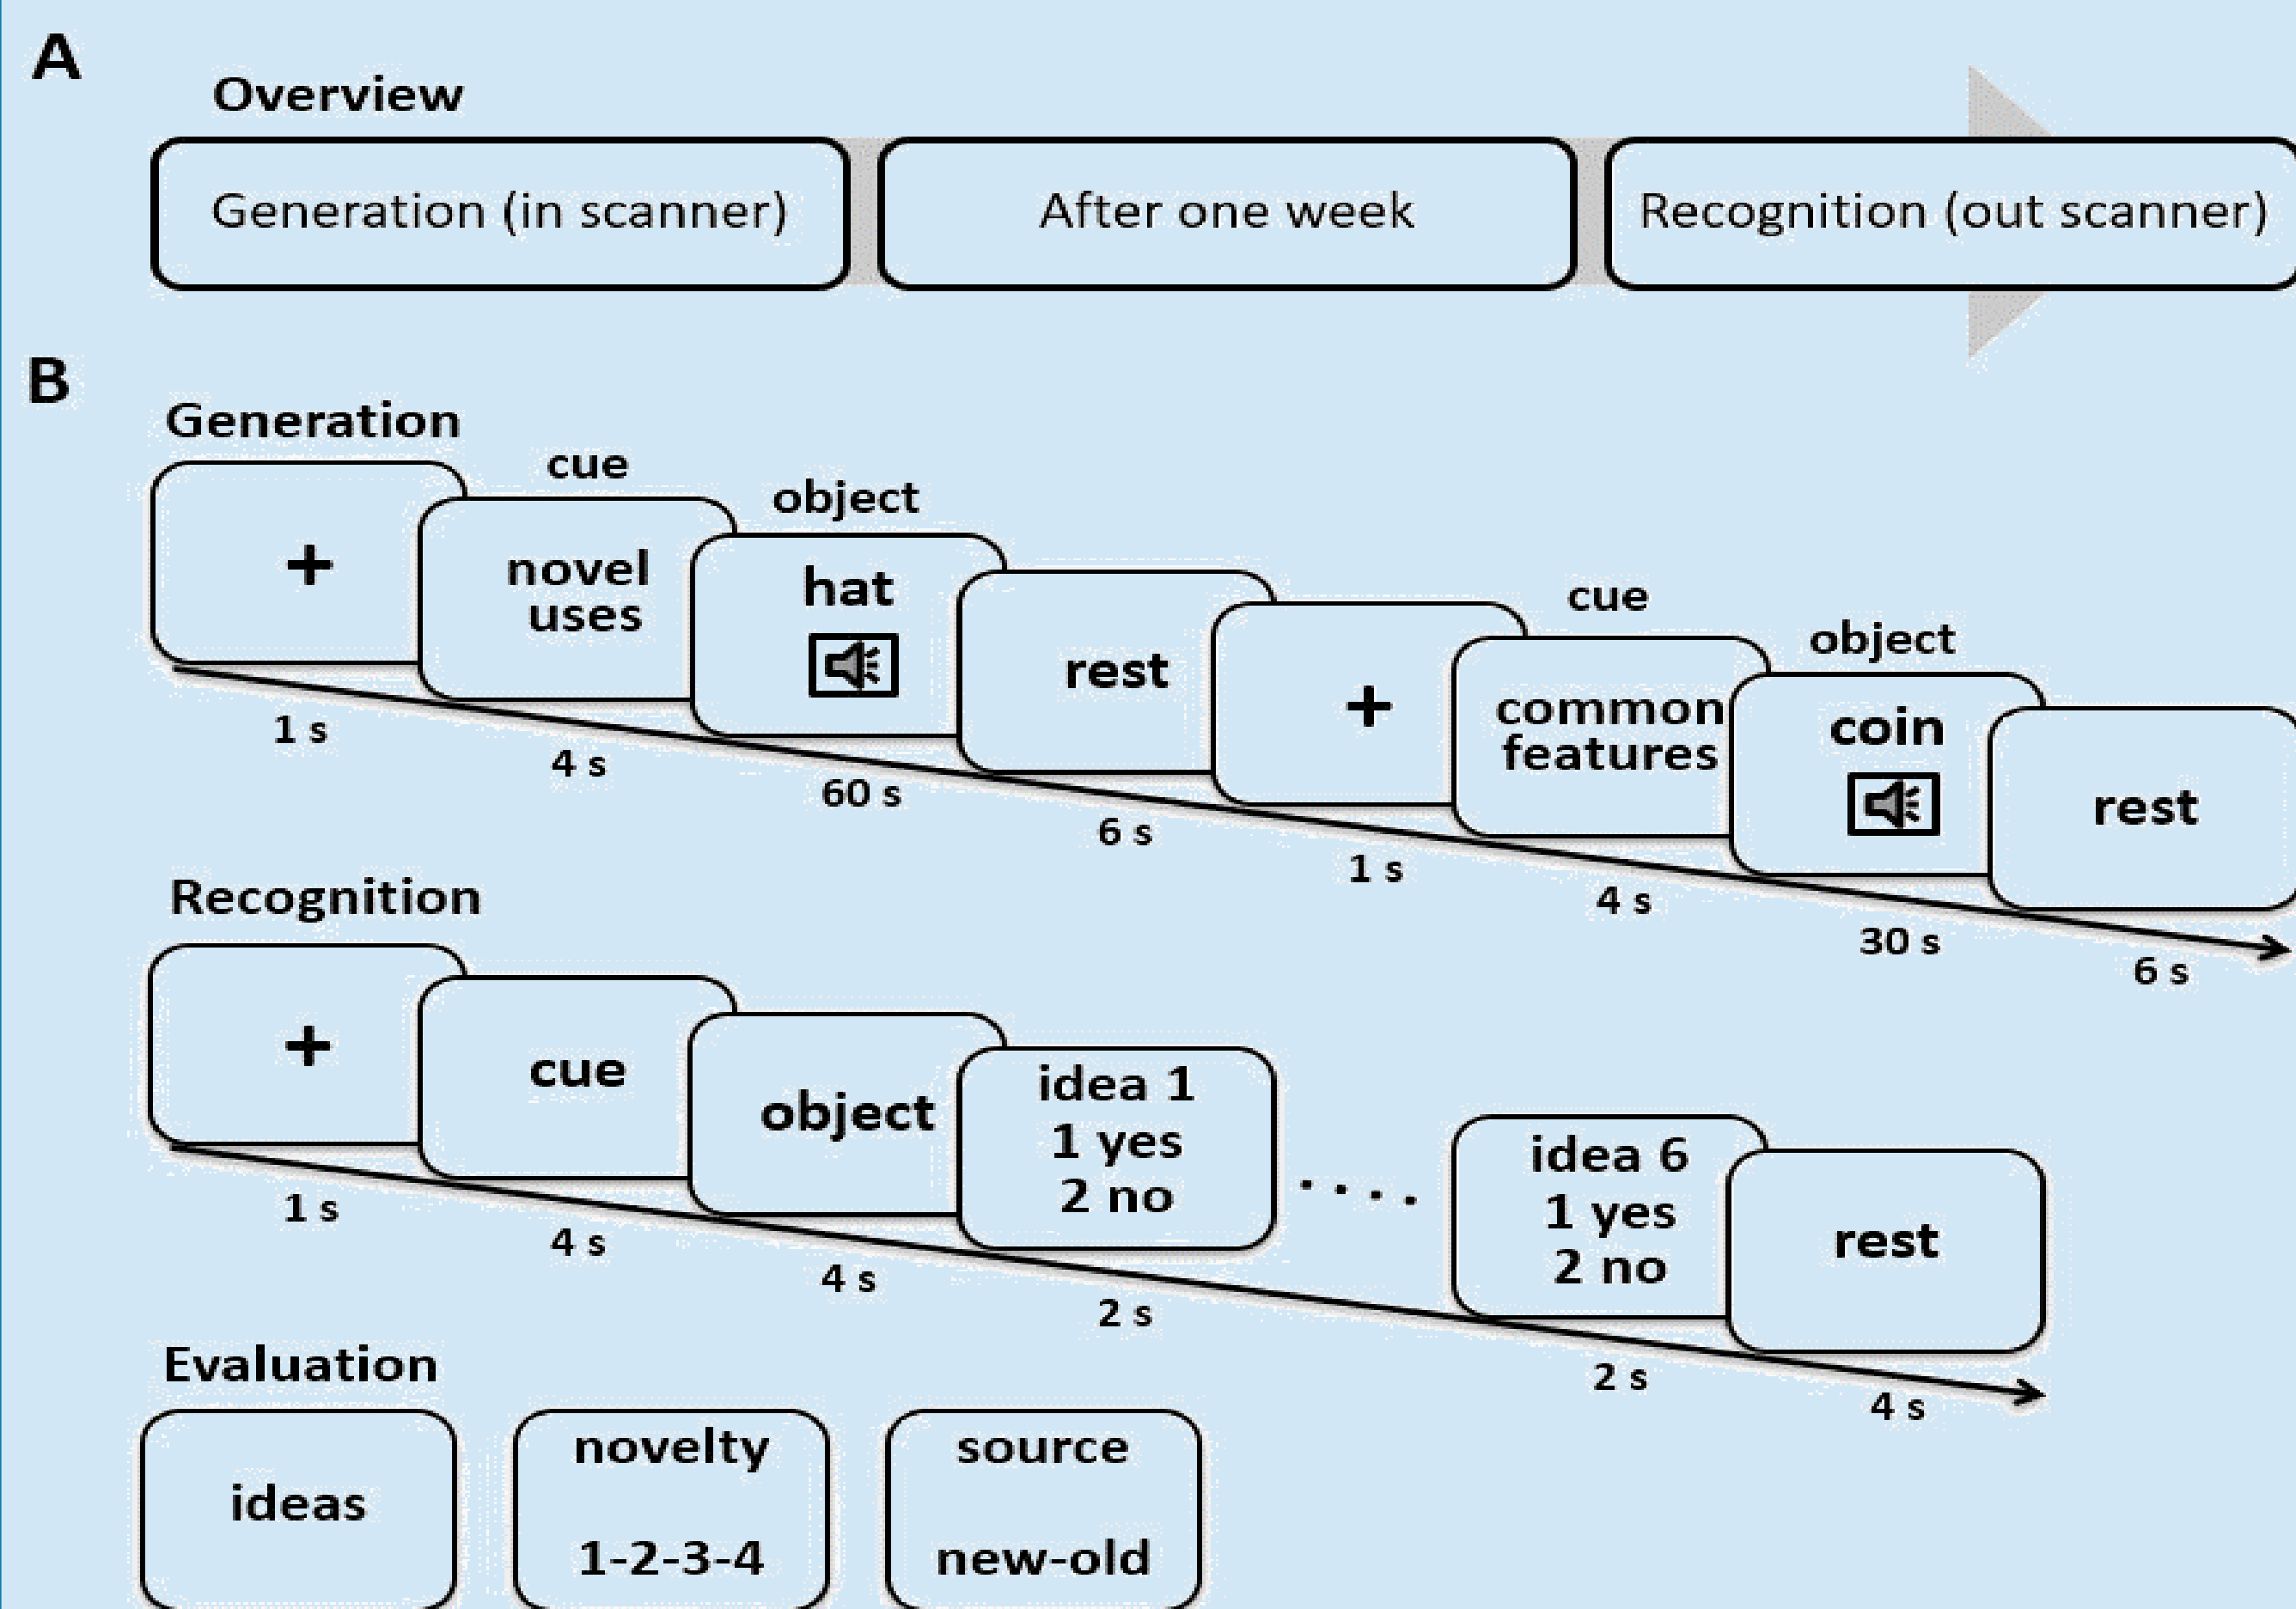 A
Overview
Generation (in scanner)
After one week
Recognition (out scanner)
B
Generation
cue
object
cue
object
+
novel
uses
hat
rest
+
common
features
coin
rest
1 s
4 s
60 s
6 s
1 s
4 s
30 s
6 s
Recognition
+
cue
object
idea 1
1 yes
2 no
. . . .
idea 6
1 yes
2 no
rest
1 s
4 s
4 s
2 s
2 s
4 s
Evaluation
ideas
novelty
1-2-3-4
source
new-old